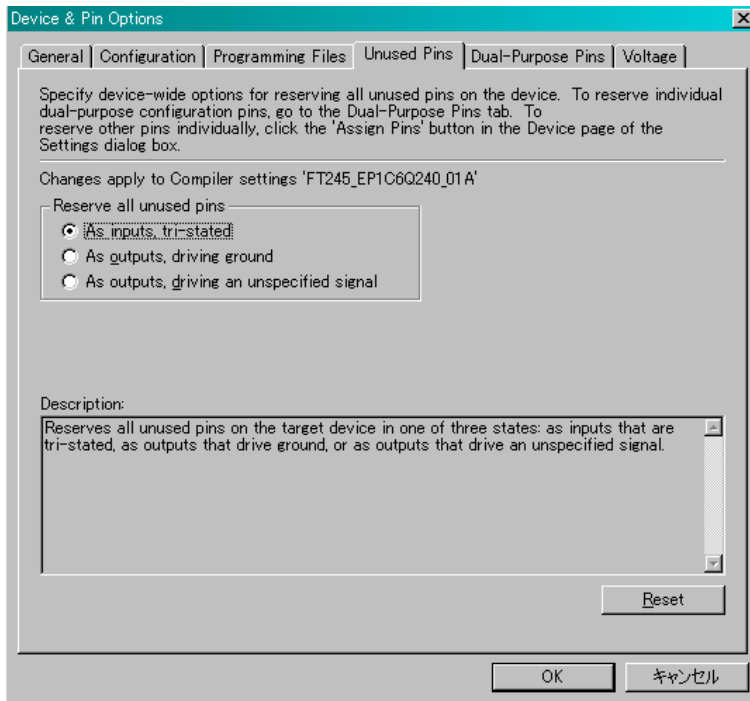 Device & Pin Options
General Configuration Programming Files Unused Pins Dual-Purpose Pins Voltage
Specify device-wide options for reserving all unused pins on the device. To reserve individual
dual-purpose configuration pins, go to the Dual-Purpose Pins tab. To
reserve other pins individually, click the 'Assign Pins' button in the Device page of the
Settings dialog box.
Changes apply to Compiler settings 'FT245_EP1C6Q240_01A'
Reserve all unused pins
As inputs, tri-stated
As outputs, driving ground
As outputs, driving an unspecified signal
Description:
Reserves all unused pins on the target device in one of three states: as inputs that are
tri-stated, as outputs that drive ground, or as outputs that drive an unspecified signal.
Reset
OK キャンセル